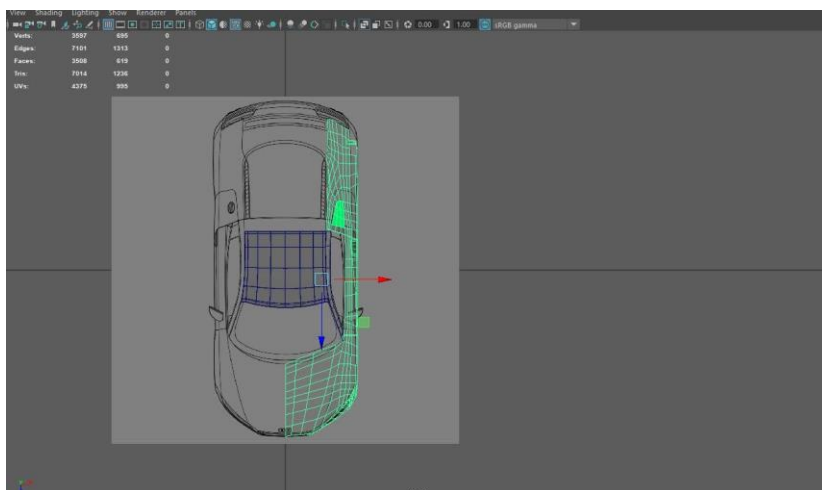 View Shading Lighting Show Renderer Panels
0.00 1.00 sRGB gamma
Verts: 3597 695 0
Edges: 7101 1313 0
Faces: 3508 619 0
Tris: 7014 1236 0
UVs: 4375 995 0